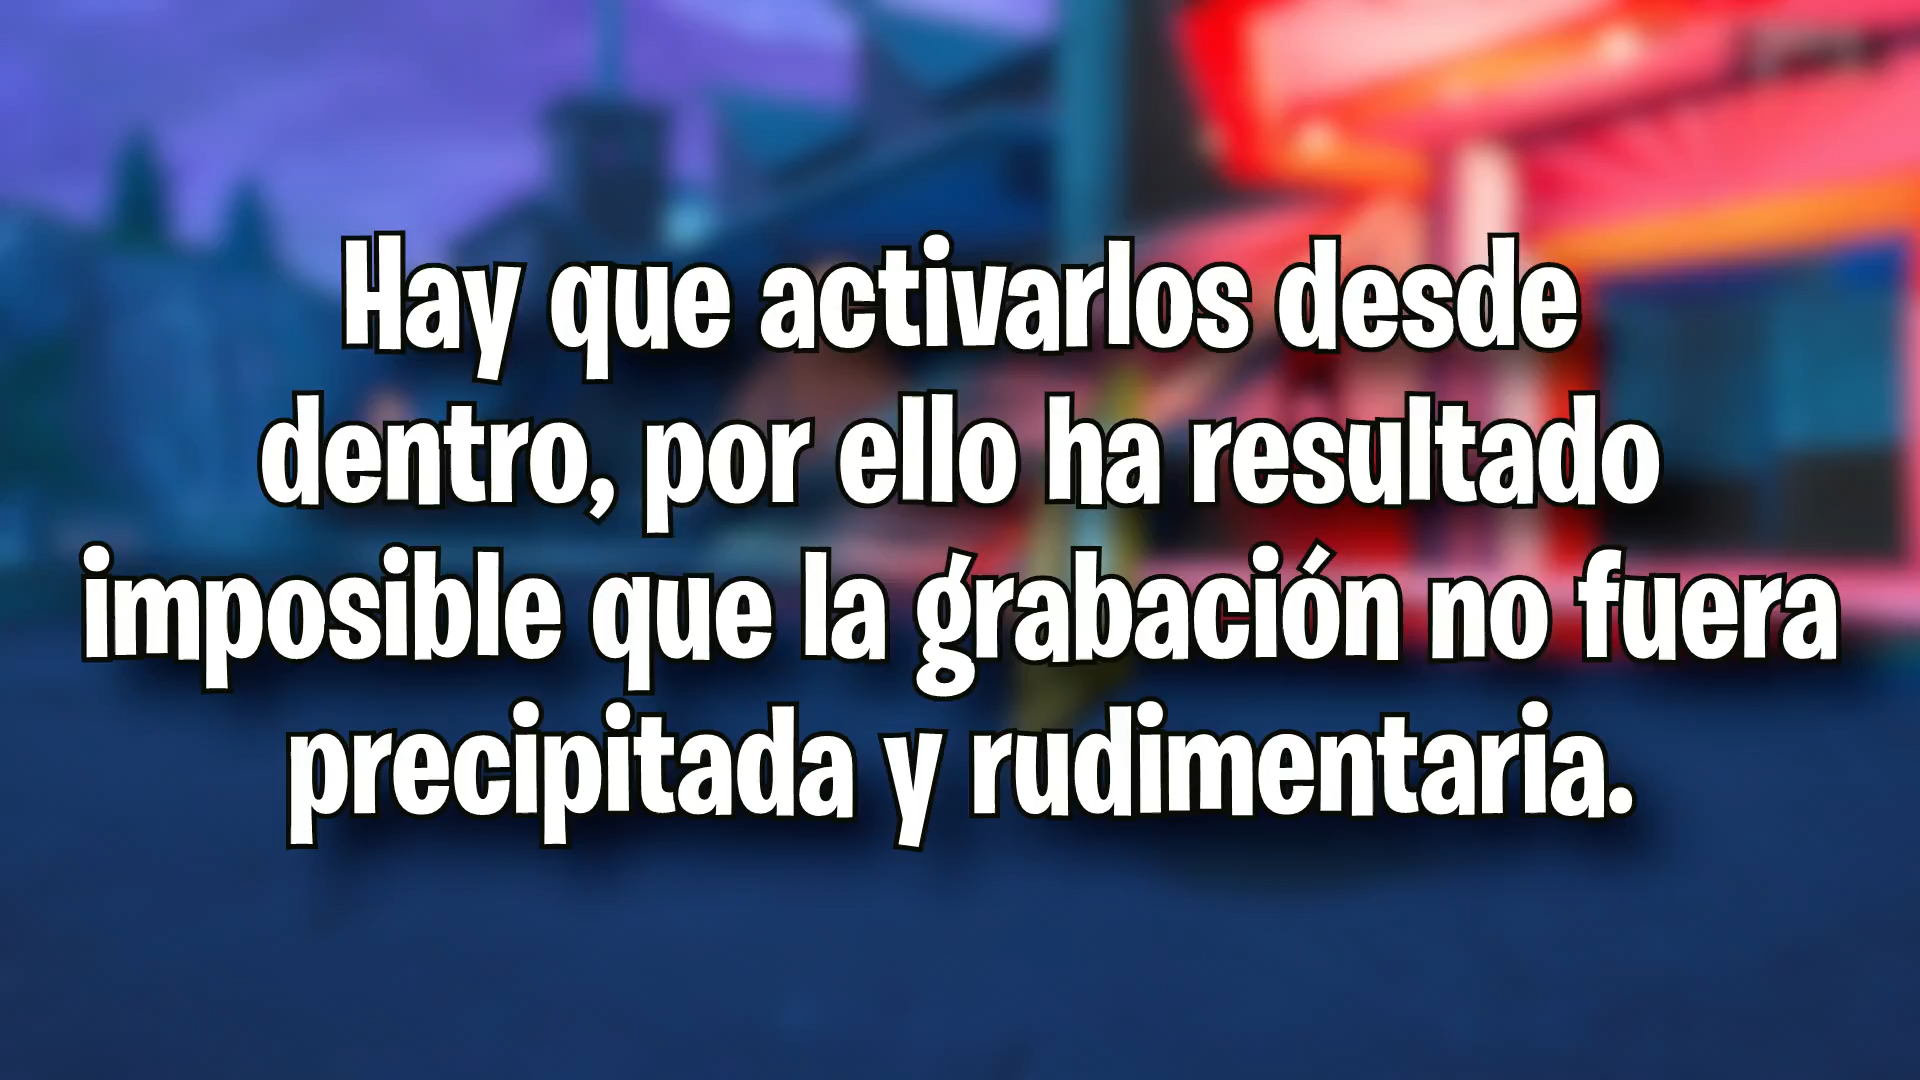 Hay que activarlos desde
dentro, por ello ha resultado
imposible que la grabación no fuera
precipitada y rudimentaria.